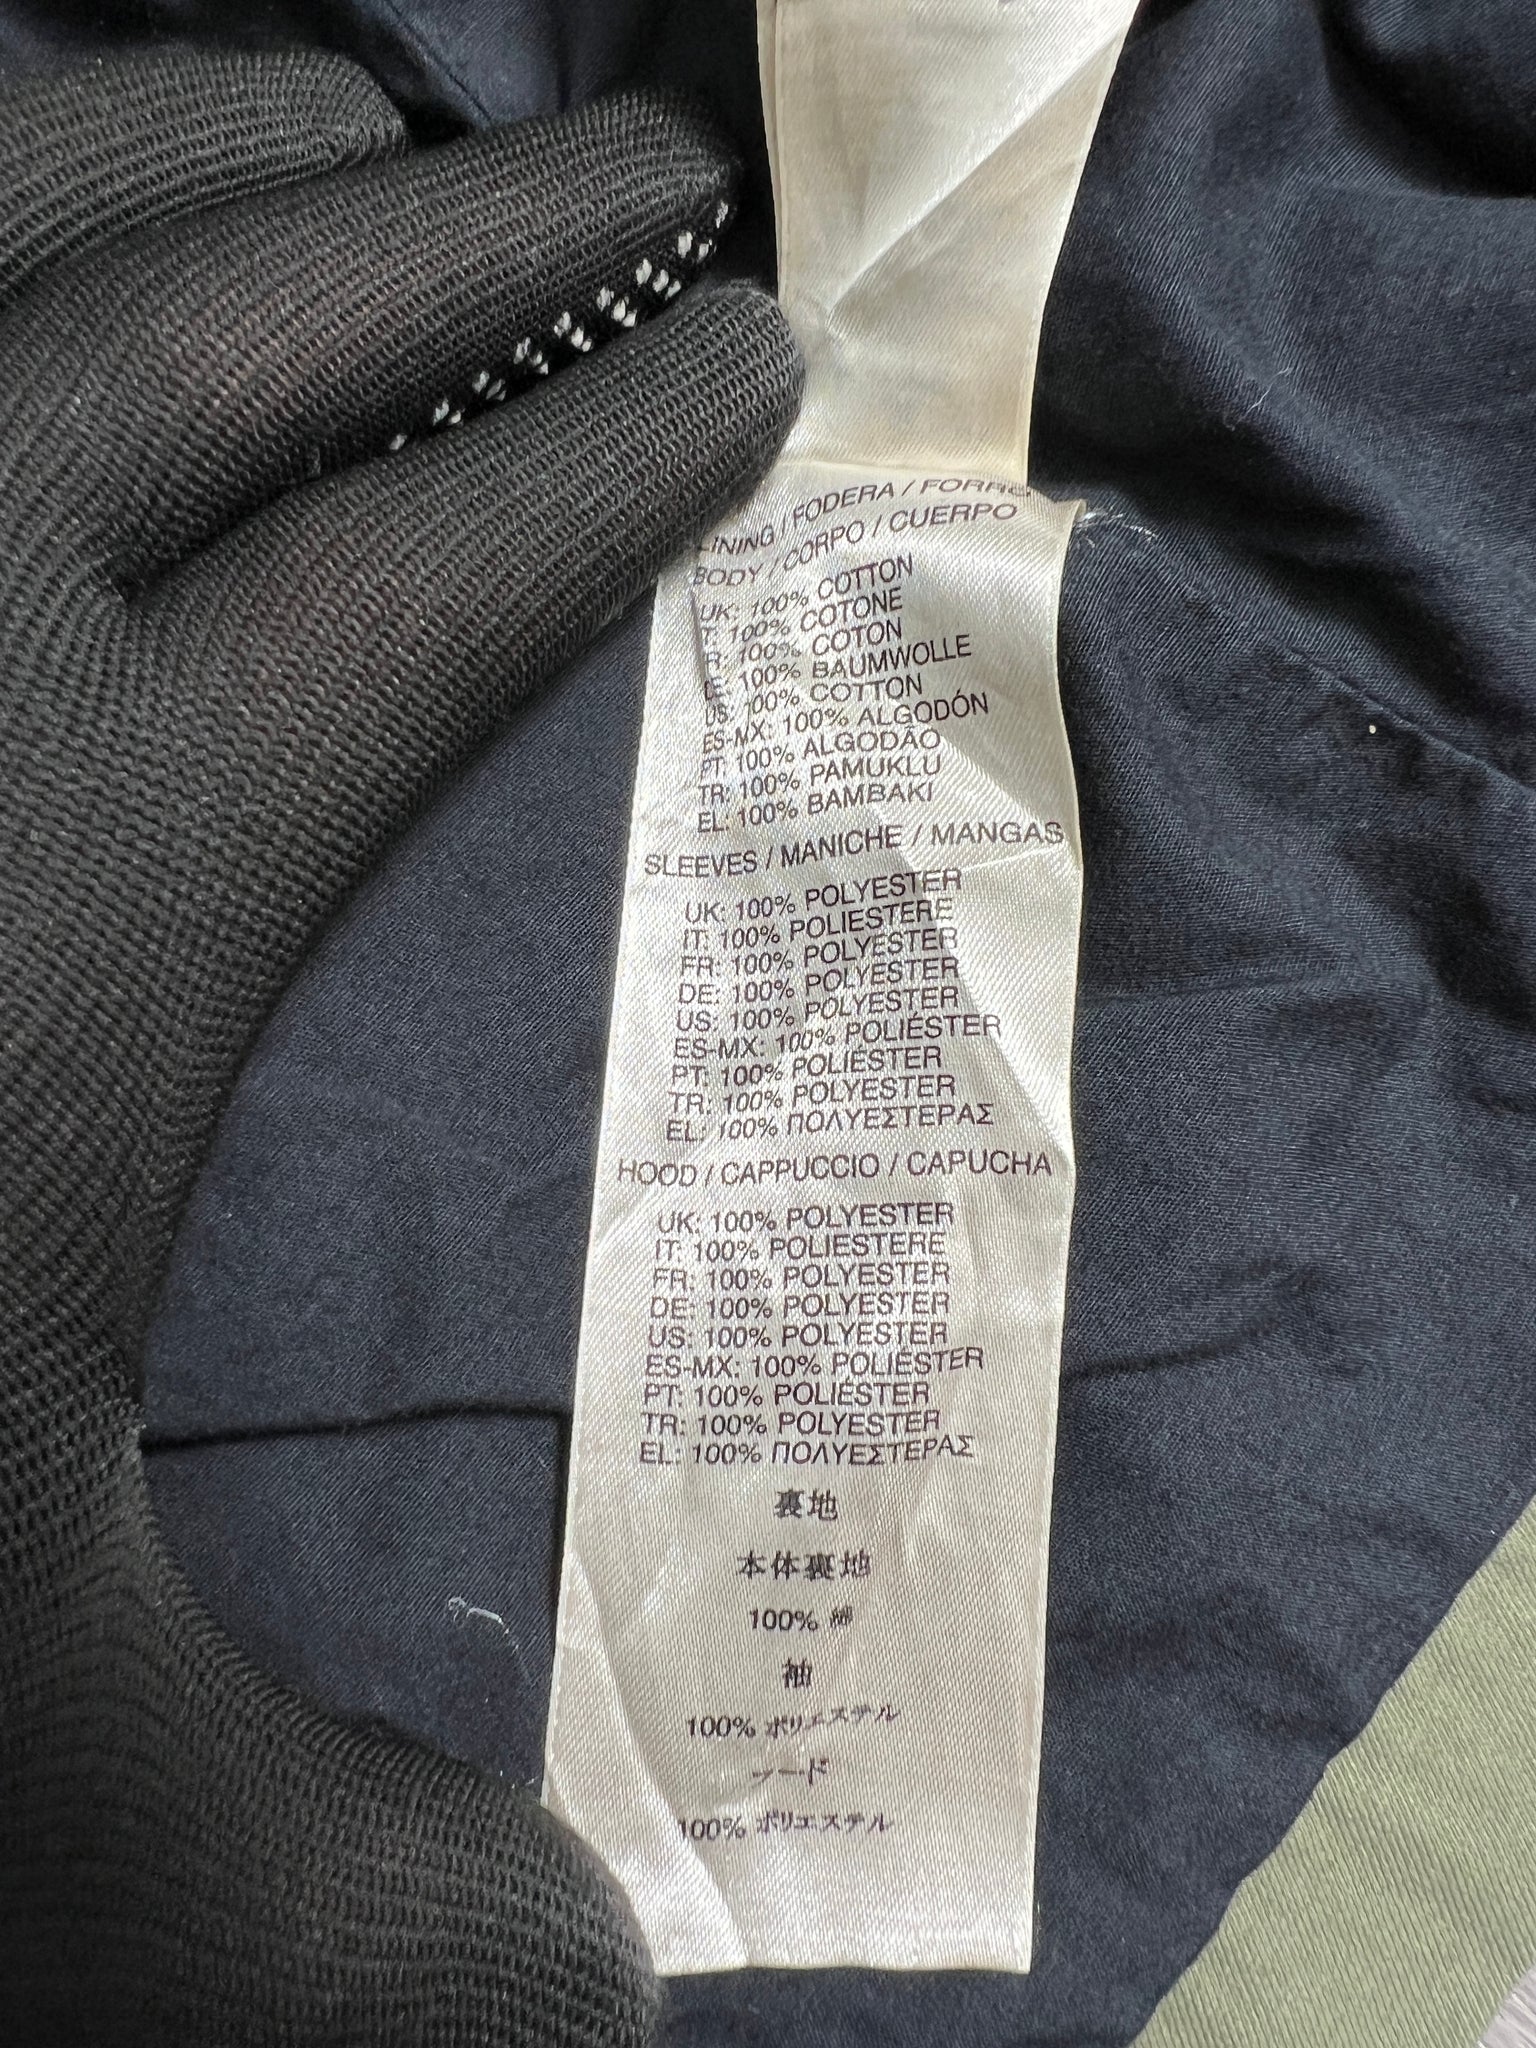 LINING / FODERA / FORRO
BODY / CORPO / CUERPO
UK: 100% COTTON
IT: 100% COTONE
FR: 100% COTON
DE: 100% BAUMWOLLE
US: 100% COTTON
ES-MX: 100% ALGODÓN
PT: 100% ALGODÃO
TR: 100% PAMUKLU
EL: 100% BAMBAKI
SLEEVES / MANICHE / MANGAS
UK: 100% POLYESTER
IT: 100% POLIESTERE
FR: 100% POLYESTER
DE: 100% POLYESTER
US: 100% POLYESTER
ES-MX: 100% POLIÉSTER
PT: 100% POLIÉSTER
TR: 100% POLYESTER
EL: 100% ΠΟΛΥΕΣΤΕΡΑΣ
HOOD / CAPPUCCIO / CAPUCHA
UK: 100% POLYESTER
IT: 100% POLIESTERE
FR: 100% POLYESTER
DE: 100% POLYESTER
US: 100% POLYESTER
ES-MX: 100% POLIÉSTER
PT: 100% POLIÉSTER
TR: 100% POLYESTER
EL: 100% ΠΟΛΥΕΣΤΕΡΑΣ
裏地
本体裏地
100% 綿
袖
100% ポリエステル
フード
100% ポリエステル